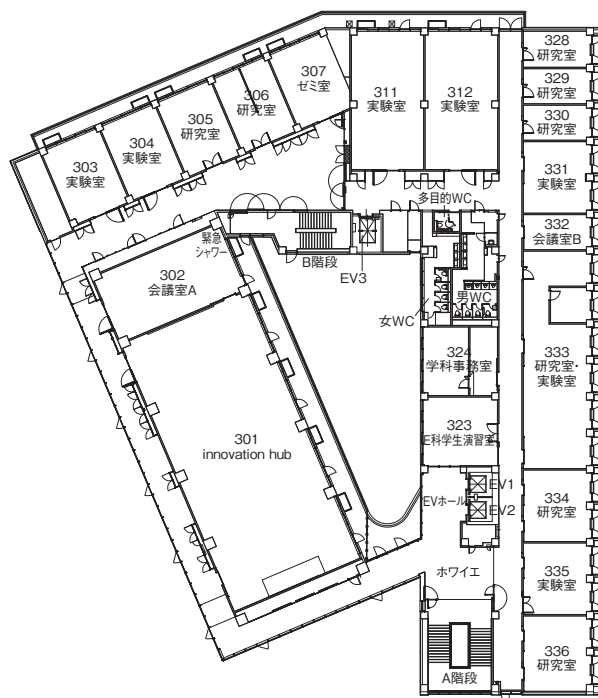 328
研究室
329
研究室
330
研究室
331
実験室
332
会議室B
333
研究室・
実験室
334
研究室
335
実験室
336
研究室
307
ゼミ室
306
研究室
305
研究室
304
実験室
303
実験室
311
実験室
312
実験室
多目的WC
緊急
シャワー
B階段
EV3
女WC
男WC
302
会議室A
324
学科事務室
323
E科学生演習室
301
innovation hub
EVホール
EV1
EV2
ホワイエ
A階段